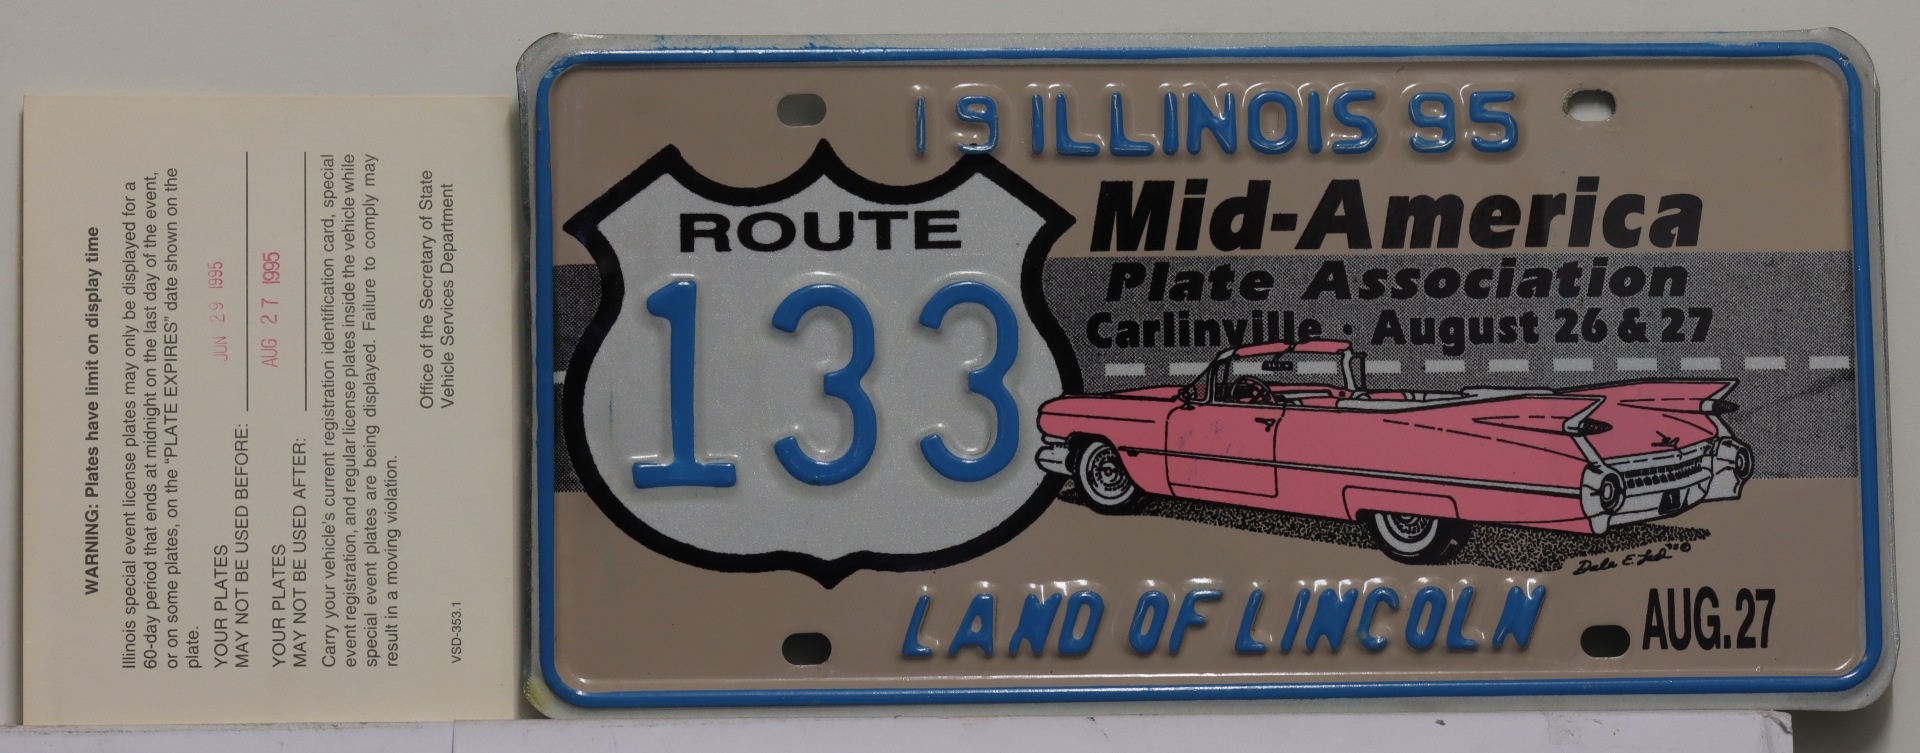 WARNING: Plates have limit on display time
Illinois special event license plates may only be displayed for a
60-day period that ends at midnight on the last day of the event,
or on some plates, on the “PLATE EXPIRES” date shown on the
plate.
YOUR PLATES
MAY NOT BE USED BEFORE: JUN 29 1995
YOUR PLATES
MAY NOT BE USED AFTER: AUG 27 1995
Carry your vehicle's current registration identification card, special
event registration, and regular license plates inside the vehicle while
special event plates are being displayed. Failure to comply may
result in a moving violation.
Office of the Secretary of State
Vehicle Services Department
VSD-353.1
19 ILLINOIS 95
ROUTE
133
Mid-America
Plate Association
Carlinville · August 26 & 27
LAND OF LINCOLN
AUG.27